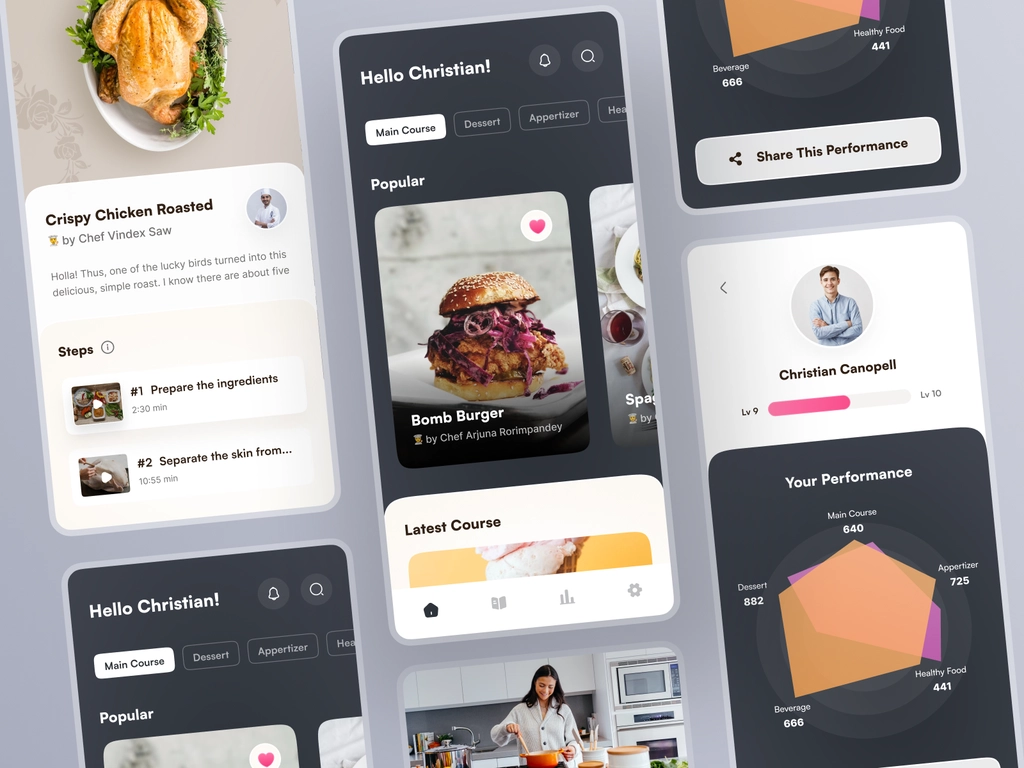 Crispy Chicken Roasted
by Chef Vindex Saw
Holla! Thus, one of the lucky birds turned into this
delicious, simple roast. I know there are about five
Steps
#1 Prepare the ingredients
2:30 min
#2 Separate the skin from...
10:55 min
Hello Christian!
Main Course
Dessert
Appertizer
Hea
Popular
Hello Christian!
Main Course
Dessert
Appertizer
Hea
Popular
Bomb Burger
by Chef Arjuna Rorimpandey
Spag
by C
Latest Course
Healthy Food
441
Beverage
666
Share This Performance
Christian Canopell
Lv 9
Lv 10
Your Performance
Main Course
640
Appertizer
725
Dessert
882
Healthy Food
441
Beverage
666